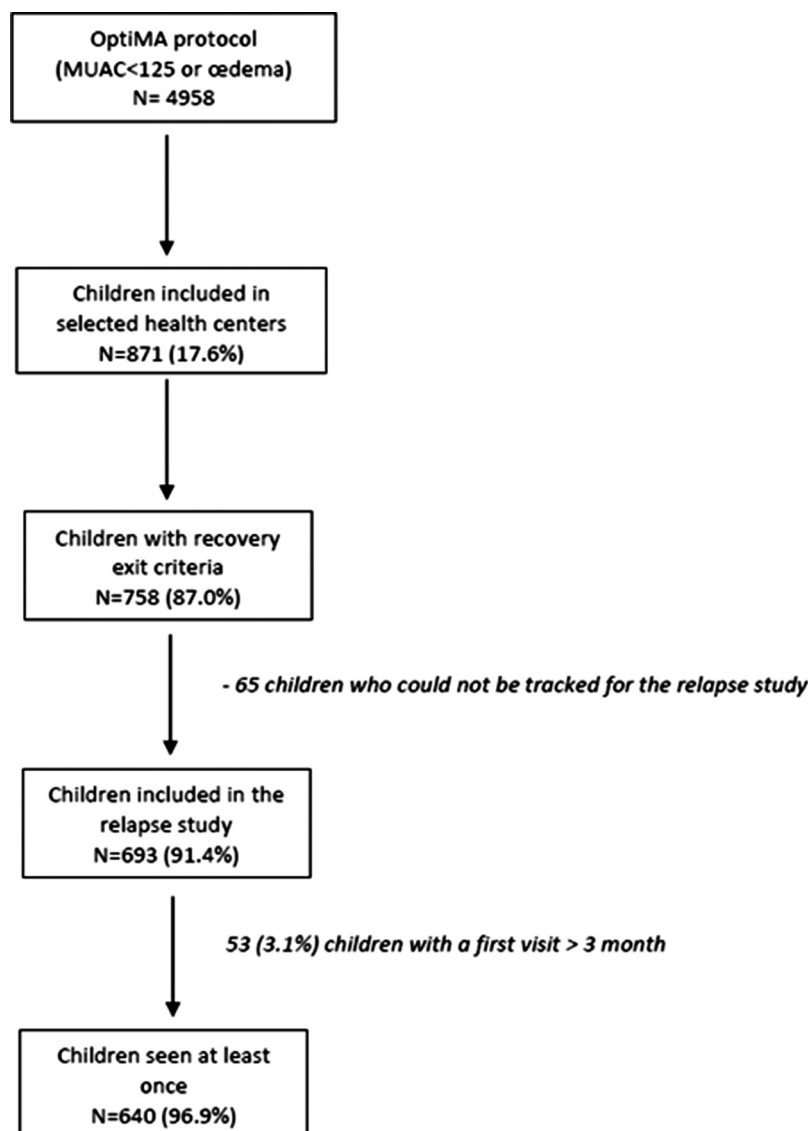 OptiMA protocol
(MUAC<125 or œdema)
N= 4958
Children included in
selected health centers
N=871 (17.6%)
Children with recovery
exit criteria
N=758 (87.0%)
- 65 children who could not be tracked for the relapse study
Children included in the
relapse study
N=693 (91.4%)
53 (3.1%) children with a first visit > 3 month
Children seen at least
once
N=640 (96.9%)